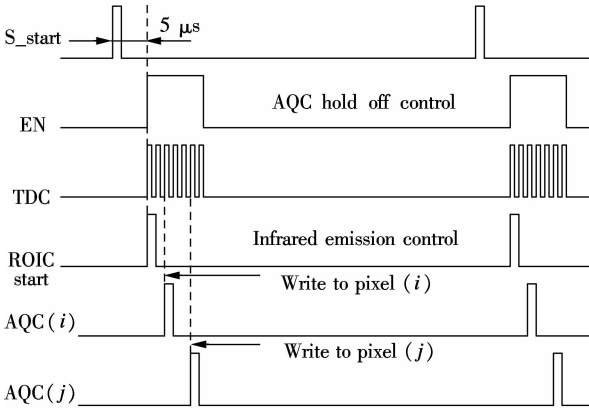 5 μs
S_start
AQC hold off control
EN
TDC
Infrared emission control
ROIC
start
Write to pixel (i)
AQC(i)
Write to pixel (j)
AQC(j)